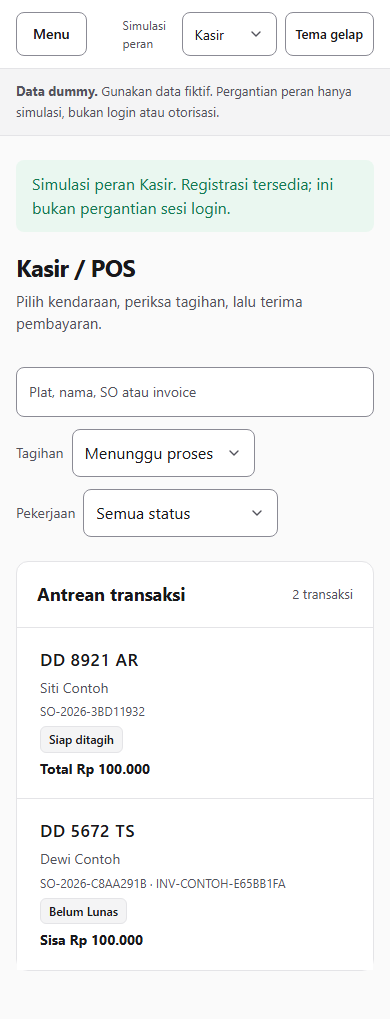 Menu
Simulasi peran
Kasir
Tema gelap
Data dummy. Gunakan data fiktif. Pergantian peran hanya
simulasi, bukan login atau otorisasi.
Simulasi peran Kasir. Registrasi tersedia; ini
bukan pergantian sesi login.
Kasir / POS
Pilih kendaraan, periksa tagihan, lalu terima
pembayaran.
Plat, nama, SO atau invoice
Tagihan
Menunggu proses
Pekerjaan
Semua status
Antrean transaksi
2 transaksi
DD 8921 AR
Siti Contoh
SO-2026-3BD11932
Siap ditagih
Total Rp 100.000
DD 5672 TS
Dewi Contoh
SO-2026-C8AA291B · INV-CONTOH-E65BB1FA
Belum Lunas
Sisa Rp 100.000